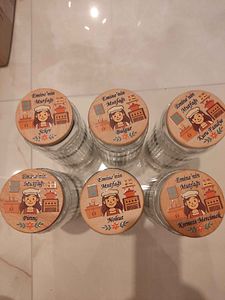 Emine'nin
Mutfağı
Şeker
Emine'nin
Mutfağı
Bulgur
Emine'nin
Mutfağı
Emine'nin
Mutfağı
Pirinç
Emine'nin
Mutfağı
Nohut
Emine'nin
Mutfağı
Kırmızı Mercimek